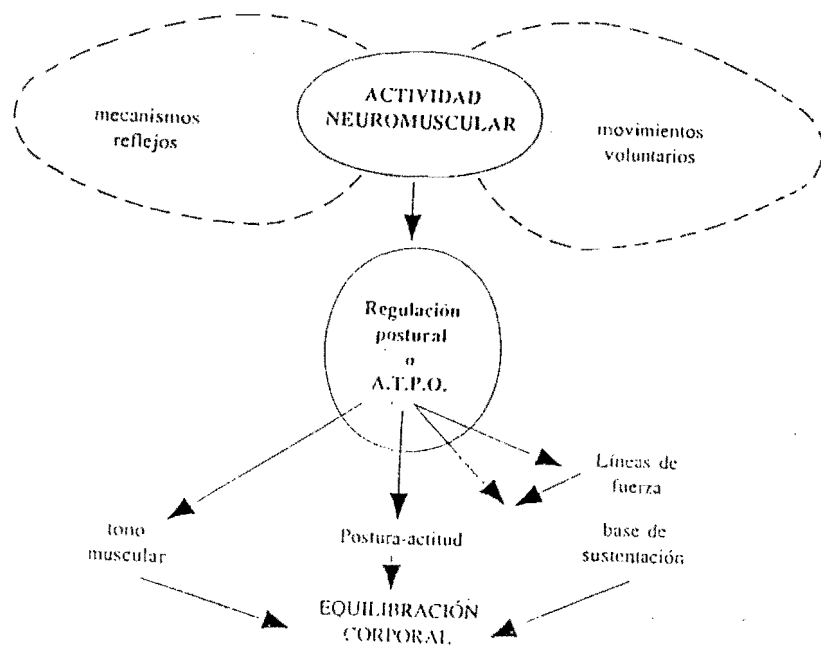 ACTIVIDAD
NEUROMUSCULAR
mecanismos
reflejos
movimientos
voluntarios
Regulación
postural
o
A.T.P.O.
Líneas de
fuerza
tono
muscular
Postura-actitud
base de
sustentación
EQUILIBRACIÓN
CORPORAL